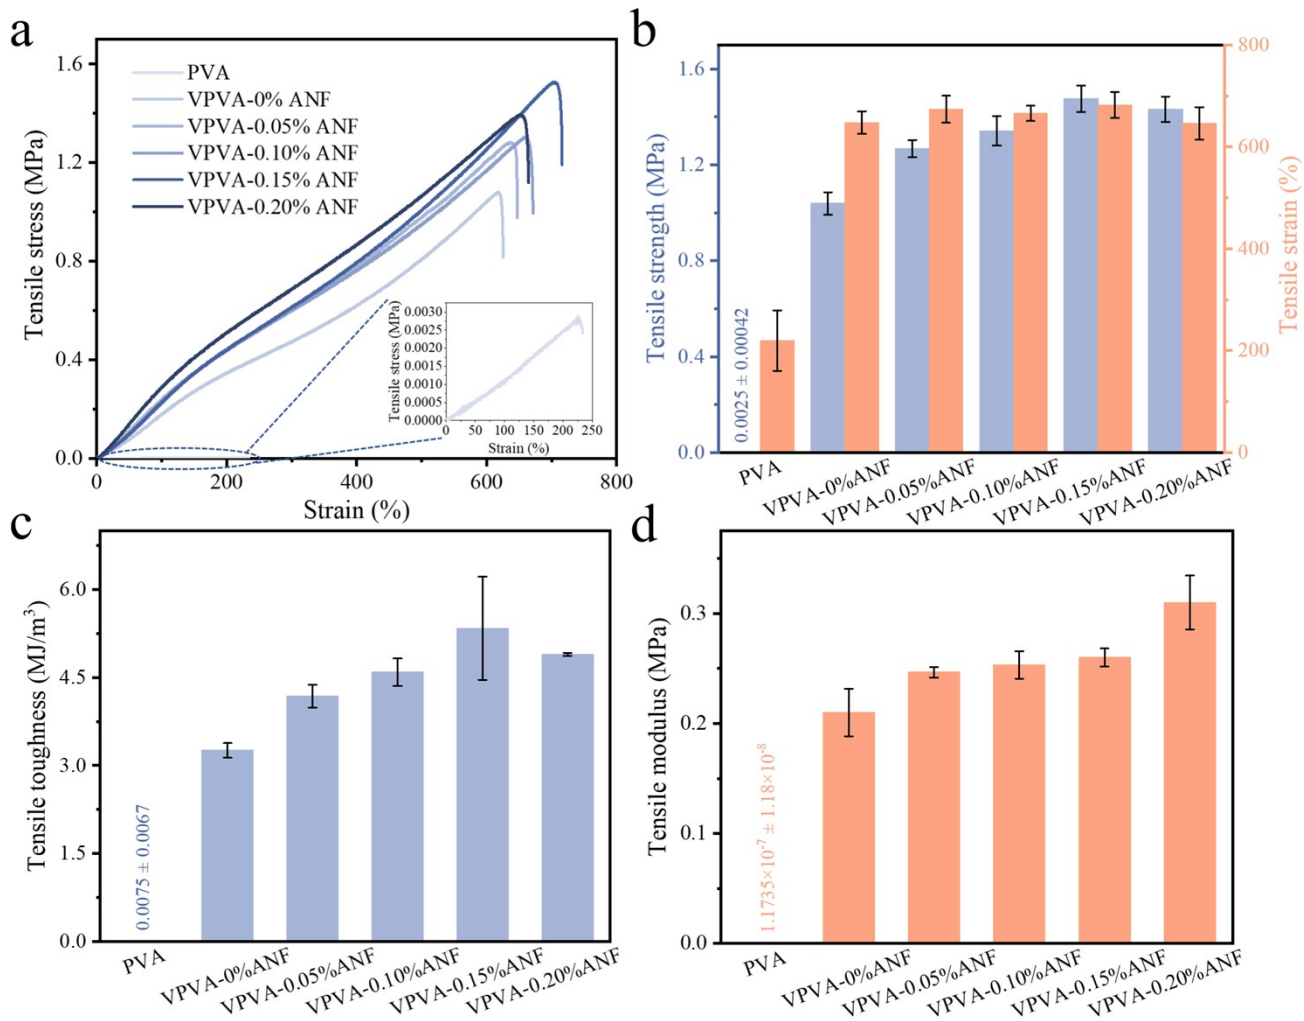 a
Tensile stress (MPa)
1.6
1.2
0.8
0.4
0.0
PVA
VPVA-0% ANF
VPVA-0.05% ANF
VPVA-0.10% ANF
VPVA-0.15% ANF
VPVA-0.20% ANF
Tensile stress (MPa)
0.0030
0.0025
0.0020
0.0015
0.0010
0.0005
0.0000
0 50 100 150 200 250
Strain (%)
0 200 400 600 800
Strain (%)
b
Tensile strength (MPa)
1.6
1.2
0.8
0.4
0.0
0.0025 ± 0.00042
800
600
400
200
0
Tensile strain (%)
PVA
VPVA-0%ANF
VPVA-0.05%ANF
VPVA-0.10%ANF
VPVA-0.15%ANF
VPVA-0.20%ANF
c
Tensile toughness (MJ/m³)
6.0
4.5
3.0
1.5
0.0
0.0075 ± 0.0067
PVA
VPVA-0%ANF
VPVA-0.05%ANF
VPVA-0.10%ANF
VPVA-0.15%ANF
VPVA-0.20%ANF
d
Tensile modulus (MPa)
0.3
0.2
0.1
0.0
1.1735×10⁻⁷ ± 1.18×10⁻⁸
PVA
VPVA-0%ANF
VPVA-0.05%ANF
VPVA-0.10%ANF
VPVA-0.15%ANF
VPVA-0.20%ANF